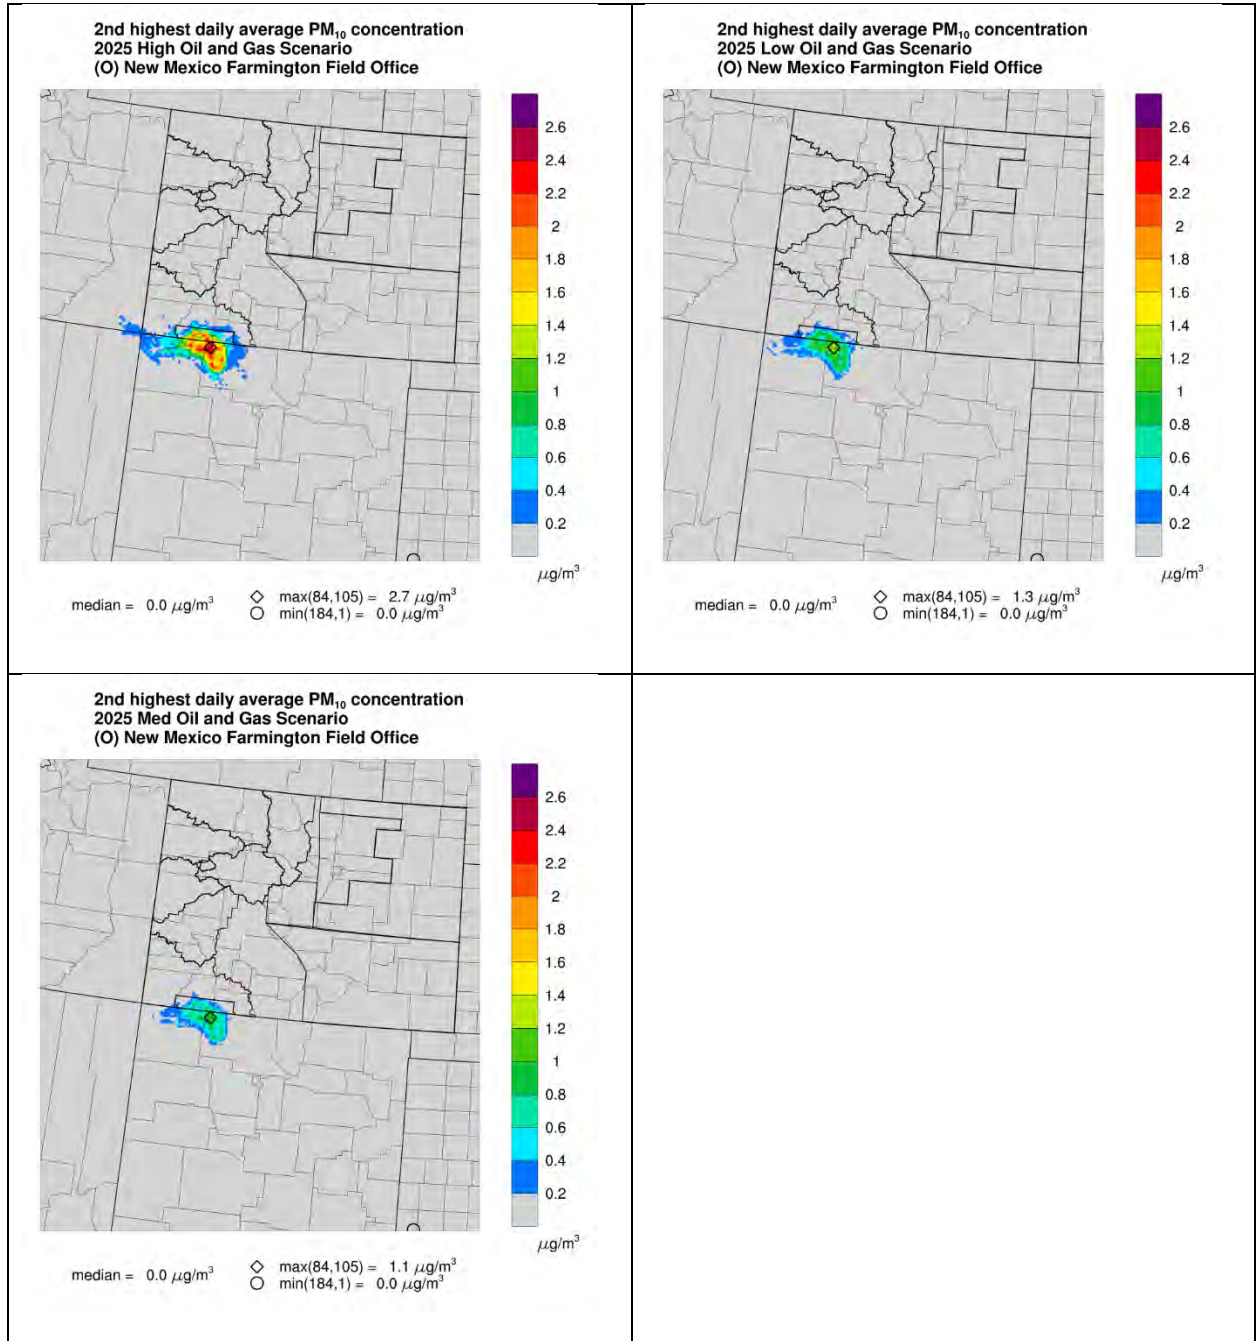 2nd highest daily average PM₁₀ concentration
2025 High Oil and Gas Scenario
(O) New Mexico Farmington Field Office
2.6
2.4
2.2
2
1.8
1.6
1.4
1.2
1
0.8
0.6
0.4
0.2
μg/m³
median = 0.0 μg/m³
max(84,105) = 2.7 μg/m³
min(184,1) = 0.0 μg/m³
2nd highest daily average PM₁₀ concentration
2025 Low Oil and Gas Scenario
(O) New Mexico Farmington Field Office
2.6
2.4
2.2
2
1.8
1.6
1.4
1.2
1
0.8
0.6
0.4
0.2
μg/m³
median = 0.0 μg/m³
max(84,105) = 1.3 μg/m³
min(184,1) = 0.0 μg/m³
2nd highest daily average PM₁₀ concentration
2025 Med Oil and Gas Scenario
(O) New Mexico Farmington Field Office
2.6
2.4
2.2
2
1.8
1.6
1.4
1.2
1
0.8
0.6
0.4
0.2
μg/m³
median = 0.0 μg/m³
max(84,105) = 1.1 μg/m³
min(184,1) = 0.0 μg/m³